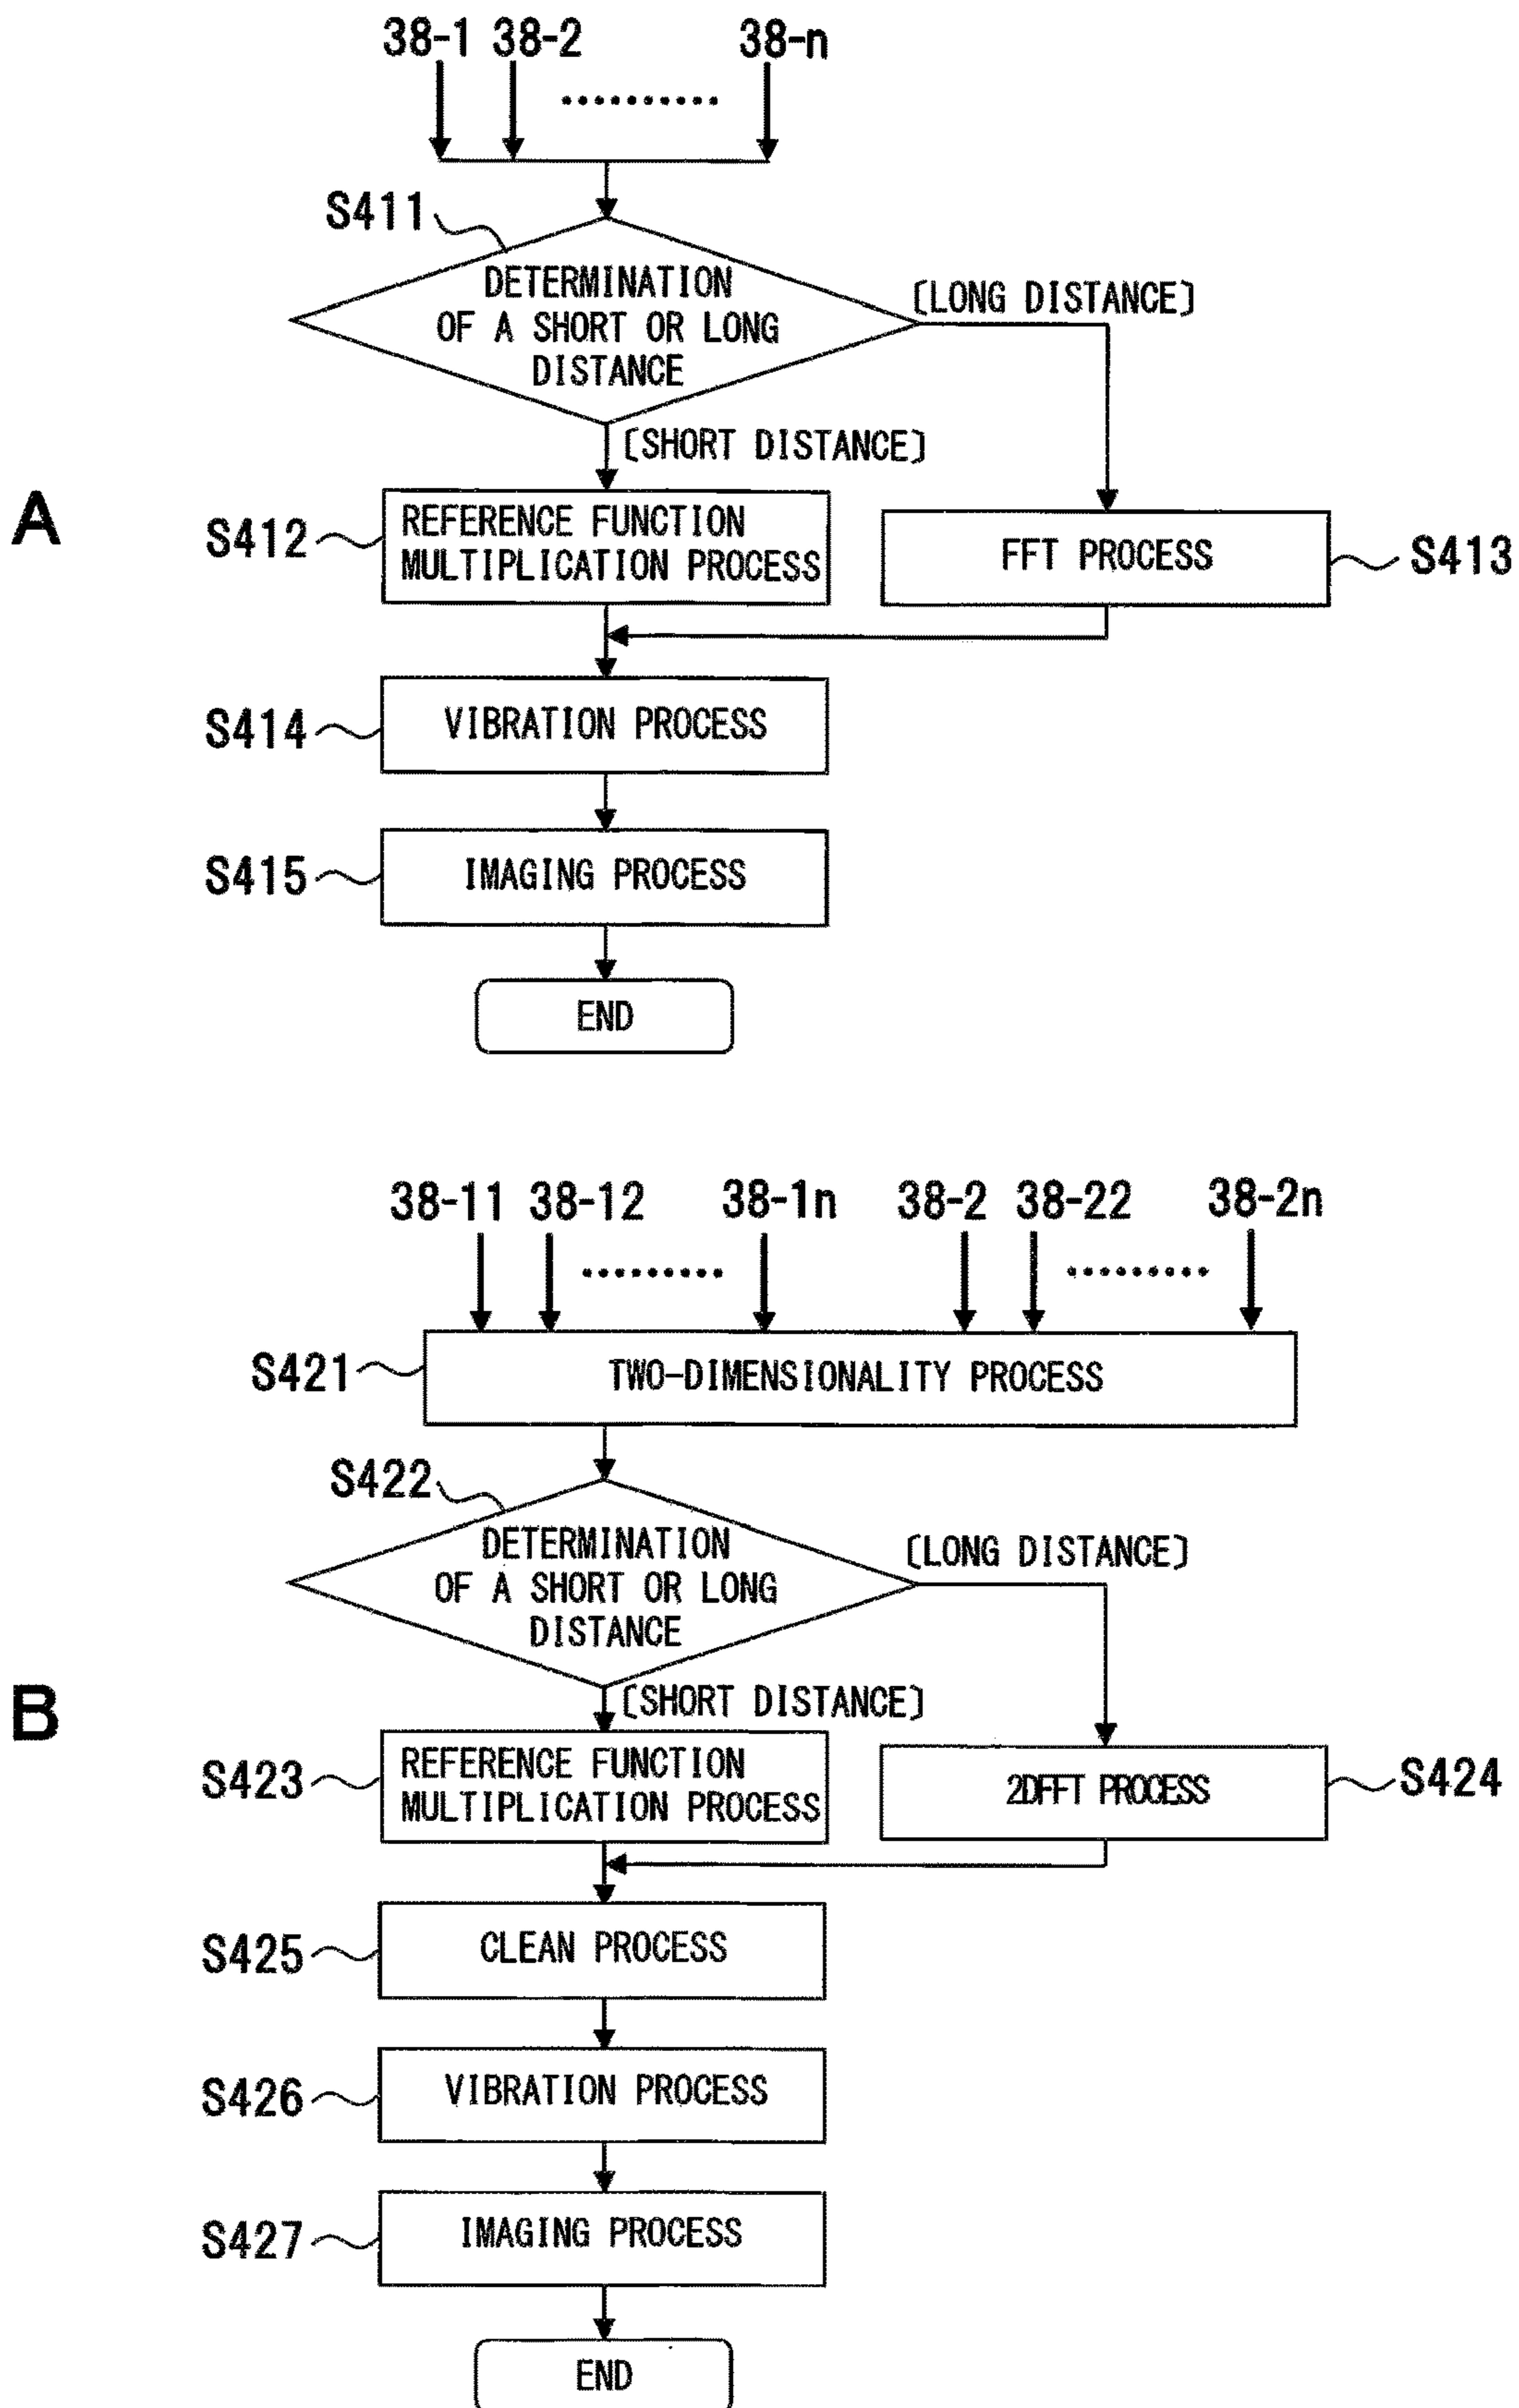 38-1 38-2 38-n
S411
DETERMINATION
OF A SHORT OR LONG
DISTANCE
[LONG DISTANCE]
[SHORT DISTANCE]
A
S412
REFERENCE FUNCTION
MULTIPLICATION PROCESS
FFT PROCESS
S413
S414
VIBRATION PROCESS
S415
IMAGING PROCESS
END
38-11 38-12 38-1n 38-2 38-22 38-2n
S421
TWO-DIMENSIONALITY PROCESS
S422
DETERMINATION
OF A SHORT OR LONG
DISTANCE
[LONG DISTANCE]
[SHORT DISTANCE]
B
S423
REFERENCE FUNCTION
MULTIPLICATION PROCESS
2DFFT PROCESS
S424
S425
CLEAN PROCESS
S426
VIBRATION PROCESS
S427
IMAGING PROCESS
END